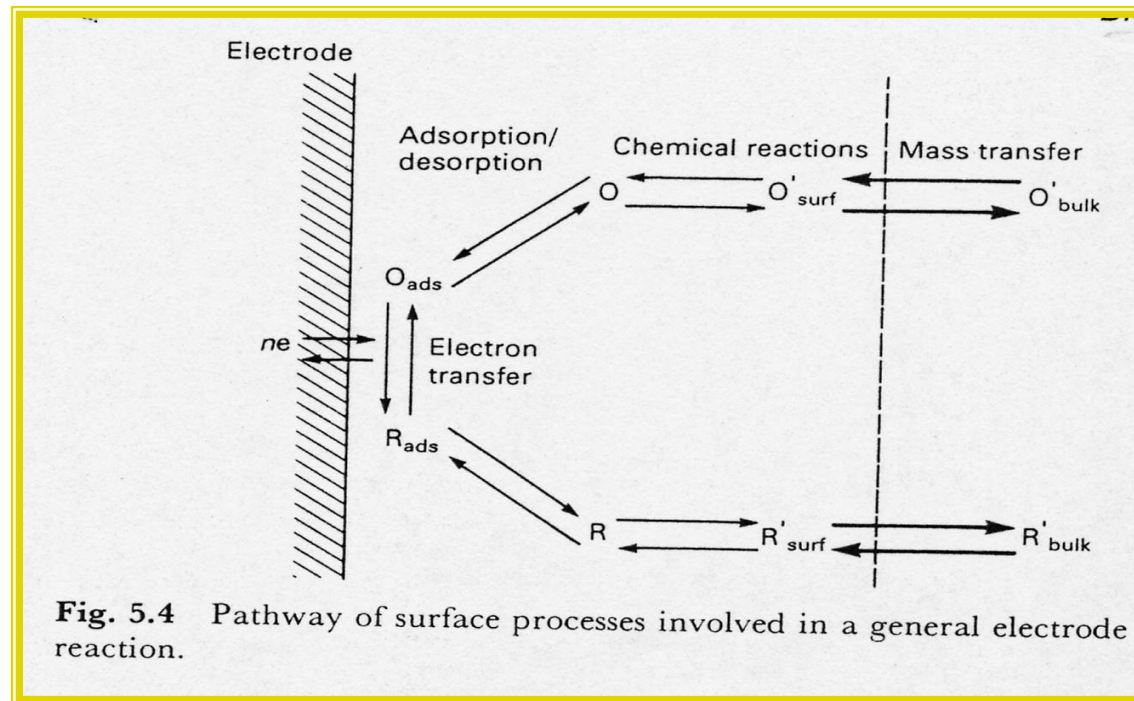 Electrode
Adsorption/
desorption
Chemical reactions
Mass transfer
O
O'surf
O'bulk
Oads
ne
Electron
transfer
Rads
R
R'surf
R'bulk
Fig. 5.4 Pathway of surface processes involved in a general electrode
reaction.